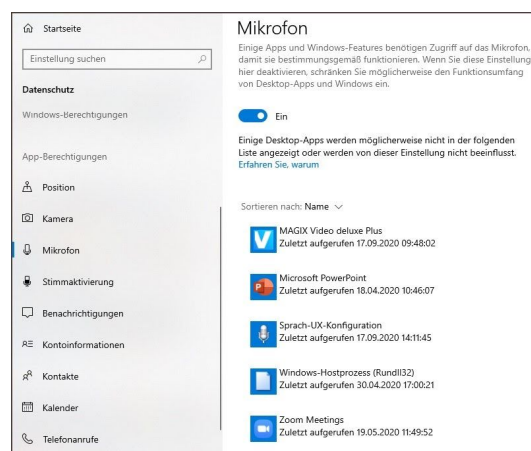 Startseite
Einstellung suchen
Datenschutz
Windows-Berechtigungen
App-Berechtigungen
Position
Kamera
Mikrofon
Stimmaktivierung
Benachrichtigungen
Kontoinformationen
Kontakte
Kalender
Telefonanrufe
Mikrofon
Einige Apps und Windows-Features benötigen Zugriff auf das Mikrofon,
damit sie bestimmungsgemäß funktionieren. Wenn Sie diese Einstellung
hier deaktivieren, schränken Sie möglicherweise den Funktionsumfang
von Desktop-Apps und Windows ein.
Ein
Einige Desktop-Apps werden möglicherweise nicht in der folgenden
Liste angezeigt oder werden von dieser Einstellung nicht beeinflusst.
Erfahren Sie, warum
Sortieren nach: Name
MAGIX Video deluxe Plus
Zuletzt aufgerufen 17.09.2020 09:48:02
Microsoft PowerPoint
Zuletzt aufgerufen 18.04.2020 10:46:07
Sprach-UX-Konfiguration
Zuletzt aufgerufen 17.09.2020 14:11:45
Windows-Hostprozess (Rundll32)
Zuletzt aufgerufen 30.04.2020 17:00:21
Zoom Meetings
Zuletzt aufgerufen 19.05.2020 11:49:52